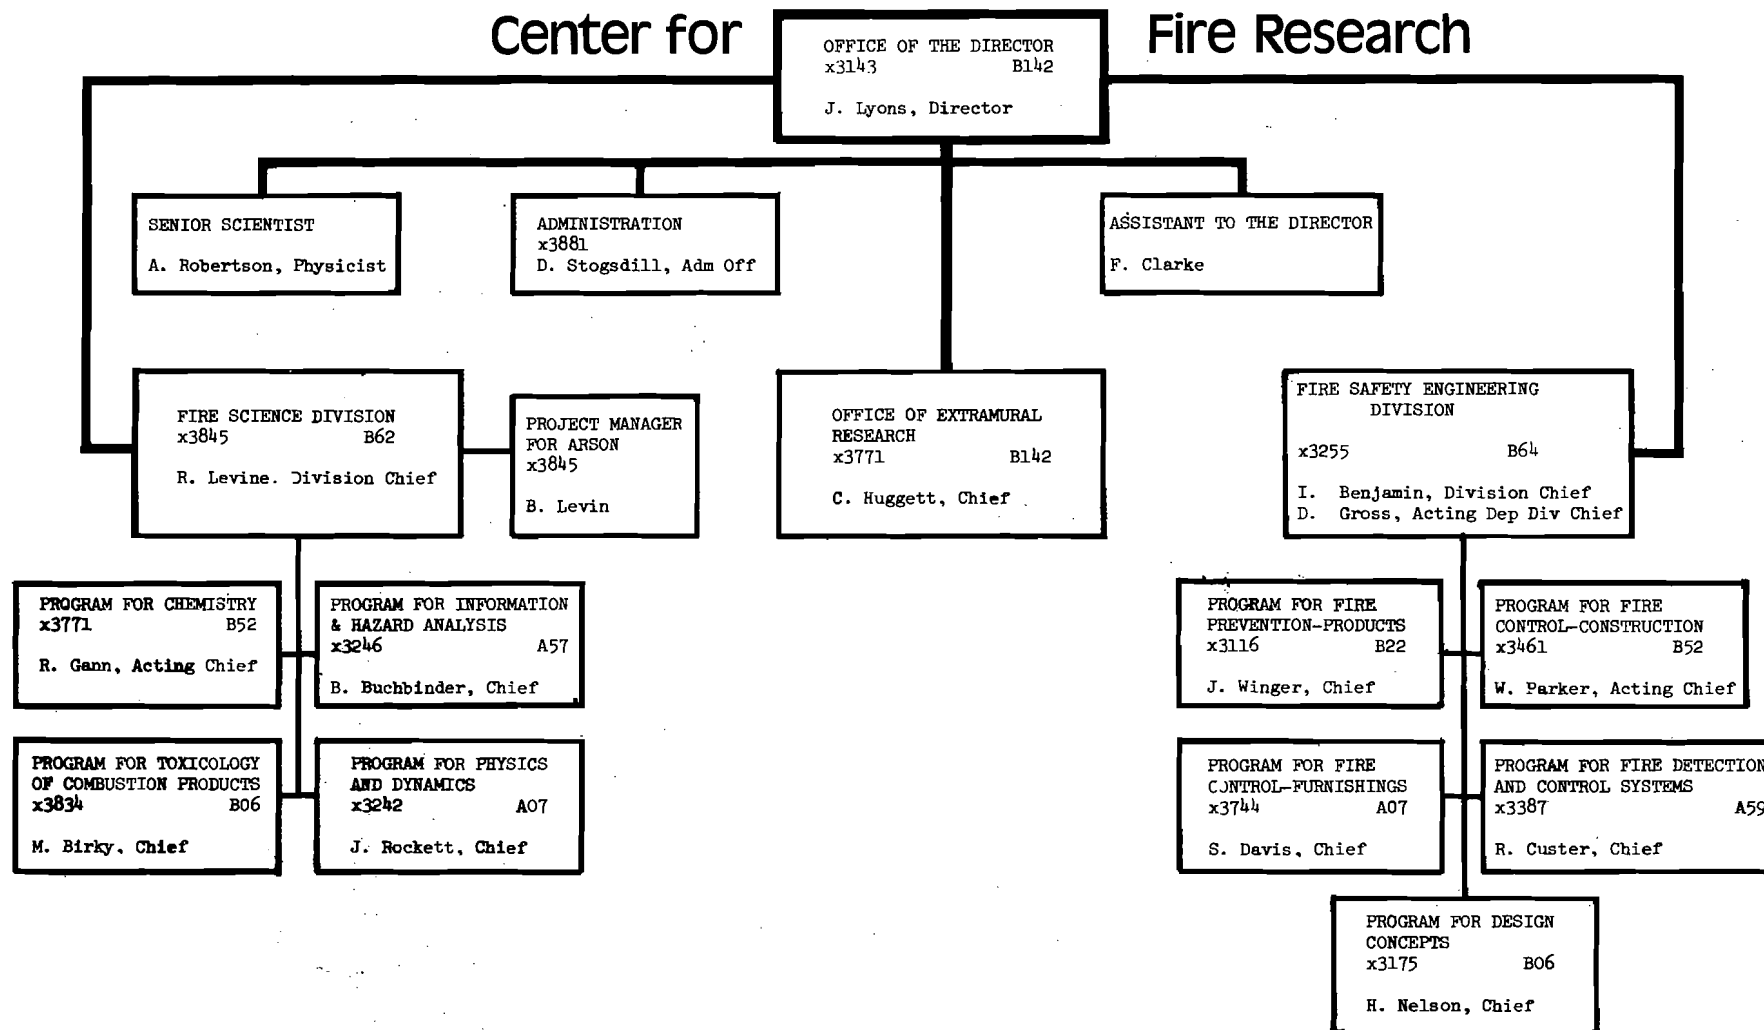 Center for Fire Research
OFFICE OF THE DIRECTOR
x3143 B142
J. Lyons, Director
SENIOR SCIENTIST
A. Robertson, Physicist
ADMINISTRATION
x3881
D. Stogsdill, Adm Off
ASSISTANT TO THE DIRECTOR
F. Clarke
FIRE SCIENCE DIVISION
x3845 B62
R. Levine. Division Chief
PROJECT MANAGER
FOR ARSON
x3845
B. Levin
OFFICE OF EXTRAMURAL
RESEARCH
x3771 B142
C. Huggett, Chief
FIRE SAFETY ENGINEERING
DIVISION
x3255 B64
I. Benjamin, Division Chief
D. Gross, Acting Dep Div Chief
PROGRAM FOR CHEMISTRY
x3771 B52
R. Gann, Acting Chief
PROGRAM FOR INFORMATION
& HAZARD ANALYSIS
x3246 A57
B. Buchbinder, Chief
PROGRAM FOR TOXICOLOGY
OF COMBUSTION PRODUCTS
x3834 B06
M. Birky, Chief
PROGRAM FOR PHYSICS
AND DYNAMICS
x3242 A07
J. Rockett, Chief
PROGRAM FOR FIRE
PREVENTION-PRODUCTS
x3116 B22
J. Winger, Chief
PROGRAM FOR FIRE
CONTROL-CONSTRUCTION
x3461 B52
W. Parker, Acting Chief
PROGRAM FOR FIRE
CONTROL-FURNISHINGS
x3744 A07
S. Davis, Chief
PROGRAM FOR FIRE DETECTION
AND CONTROL SYSTEMS
x3387 A59
R. Custer, Chief
PROGRAM FOR DESIGN
CONCEPTS
x3175 B06
H. Nelson, Chief